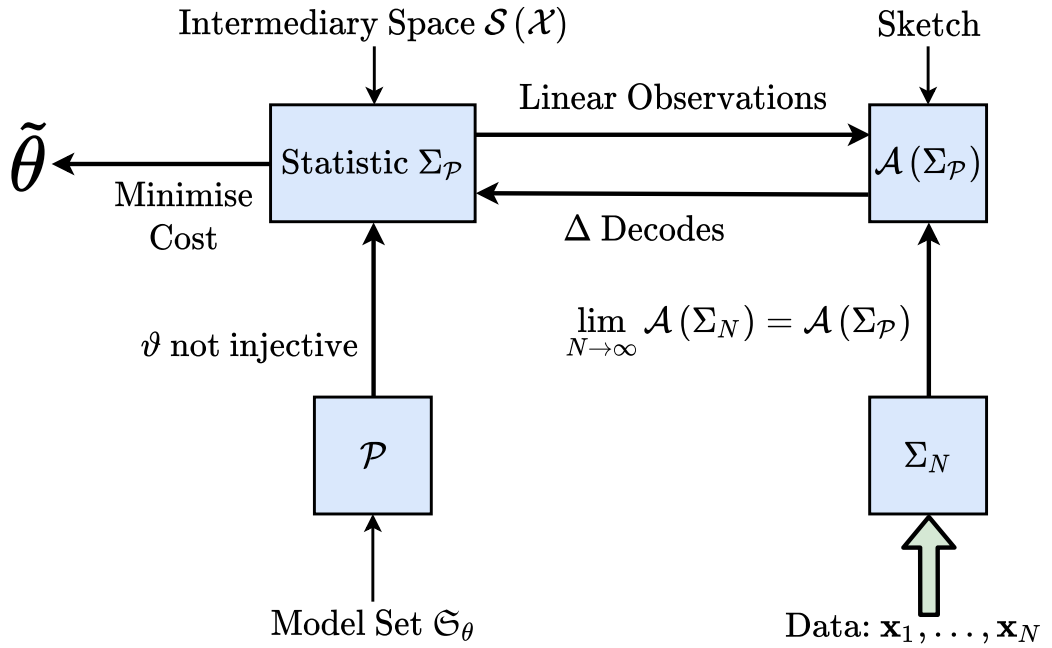 Intermediary Space 𝒮(𝒳)
Sketch
Linear Observations
θ̃
Statistic Σ_𝒫
𝒜(Σ_𝒫)
Minimise
Cost
Δ Decodes
ϑ not injective
lim_{N→∞} 𝒜(Σ_N) = 𝒜(Σ_𝒫)
𝒫
Σ_N
Model Set 𝔖_θ
Data: 𝐱₁, …, 𝐱_N